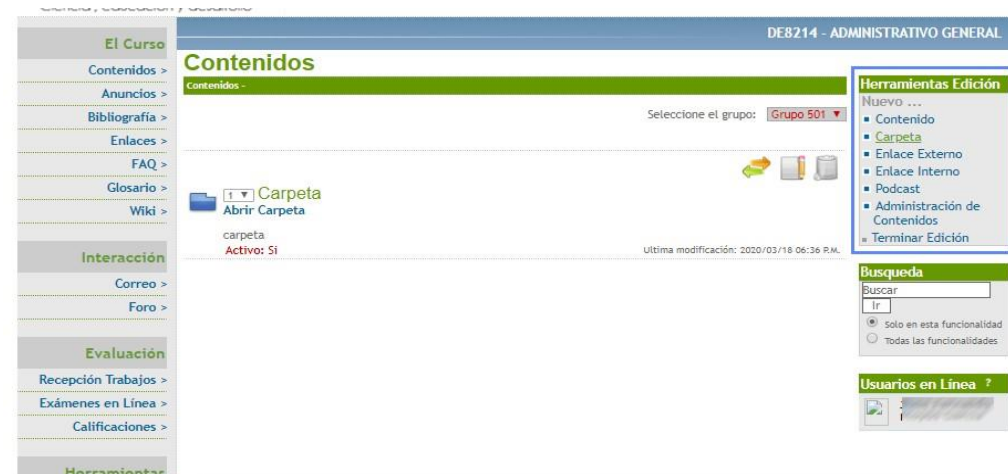 Ciencia, educación y desarrollo
DE8214 - ADMINISTRATIVO GENERAL
El Curso
Contenidos >
Anuncios >
Bibliografía >
Enlaces >
FAQ >
Glosario >
Wiki >
Interacción
Correo >
Foro >
Evaluación
Recepción Trabajos >
Exámenes en Línea >
Calificaciones >
Herramientas
Contenidos
Contenidos -
Seleccione el grupo: Grupo 501
1 Carpeta
Abrir Carpeta
carpeta
Activo: Si
Ultima modificación: 2020/03/18 06:36 P.M.
Herramientas Edición
Nuevo ...
Contenido
Carpeta
Enlace Externo
Enlace Interno
Podcast
Administración de
Contenidos
Terminar Edición
Busqueda
Buscar
Ir
Solo en esta funcionalidad
Todas las funcionalidades
Usuarios en Línea ?